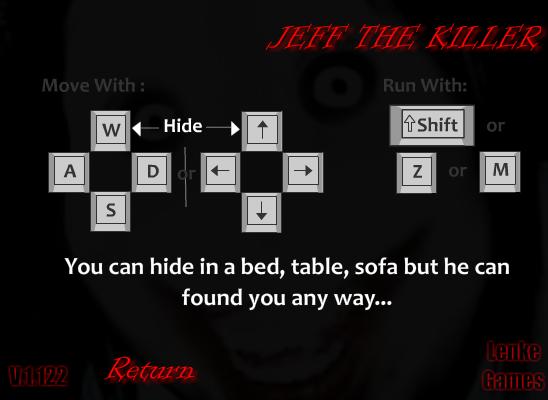 JEFF THE KILLER
Move With :
Run With:
W
Hide
↑
⇧Shift
or
A
D
or
←
→
Z
or
M
S
↓
You can hide in a bed, table, sofa but he can
found you any way...
V.1.122
Return
Lenke
Games